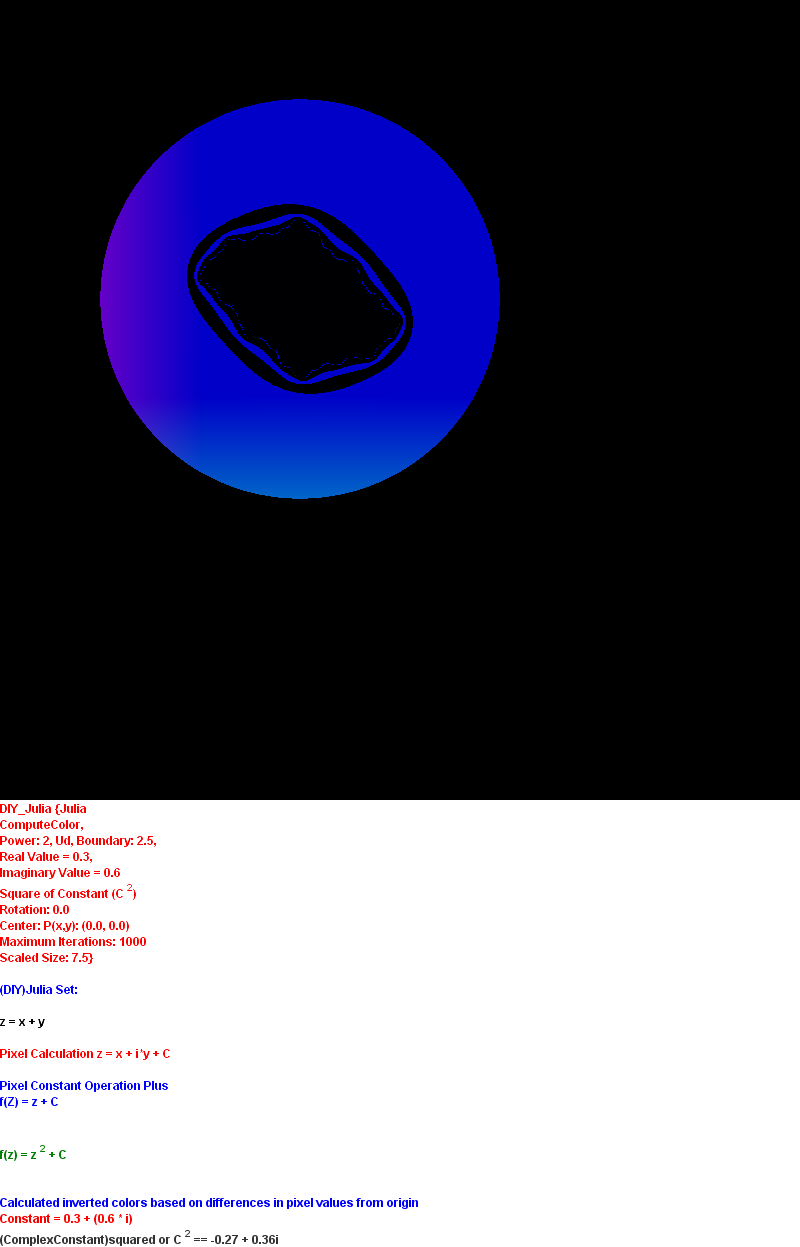 DIY_Julia {Julia
ComputeColor,
Power: 2, Ud, Boundary: 2.5,
Real Value = 0.3,
Imaginary Value = 0.6
Square of Constant (C 2)
Rotation: 0.0
Center: P(x,y): (0.0, 0.0)
Maximum Iterations: 1000
Scaled Size: 7.5}
(DIY)Julia Set:
z = x + y
Pixel Calculation z = x + i*y + C
Pixel Constant Operation Plus
f(Z) = z + C
f(z) = z 2 + C
Calculated inverted colors based on differences in pixel values from origin
Constant = 0.3 + (0.6 * i)
(ComplexConstant)squared or C 2 == -0.27 + 0.36i